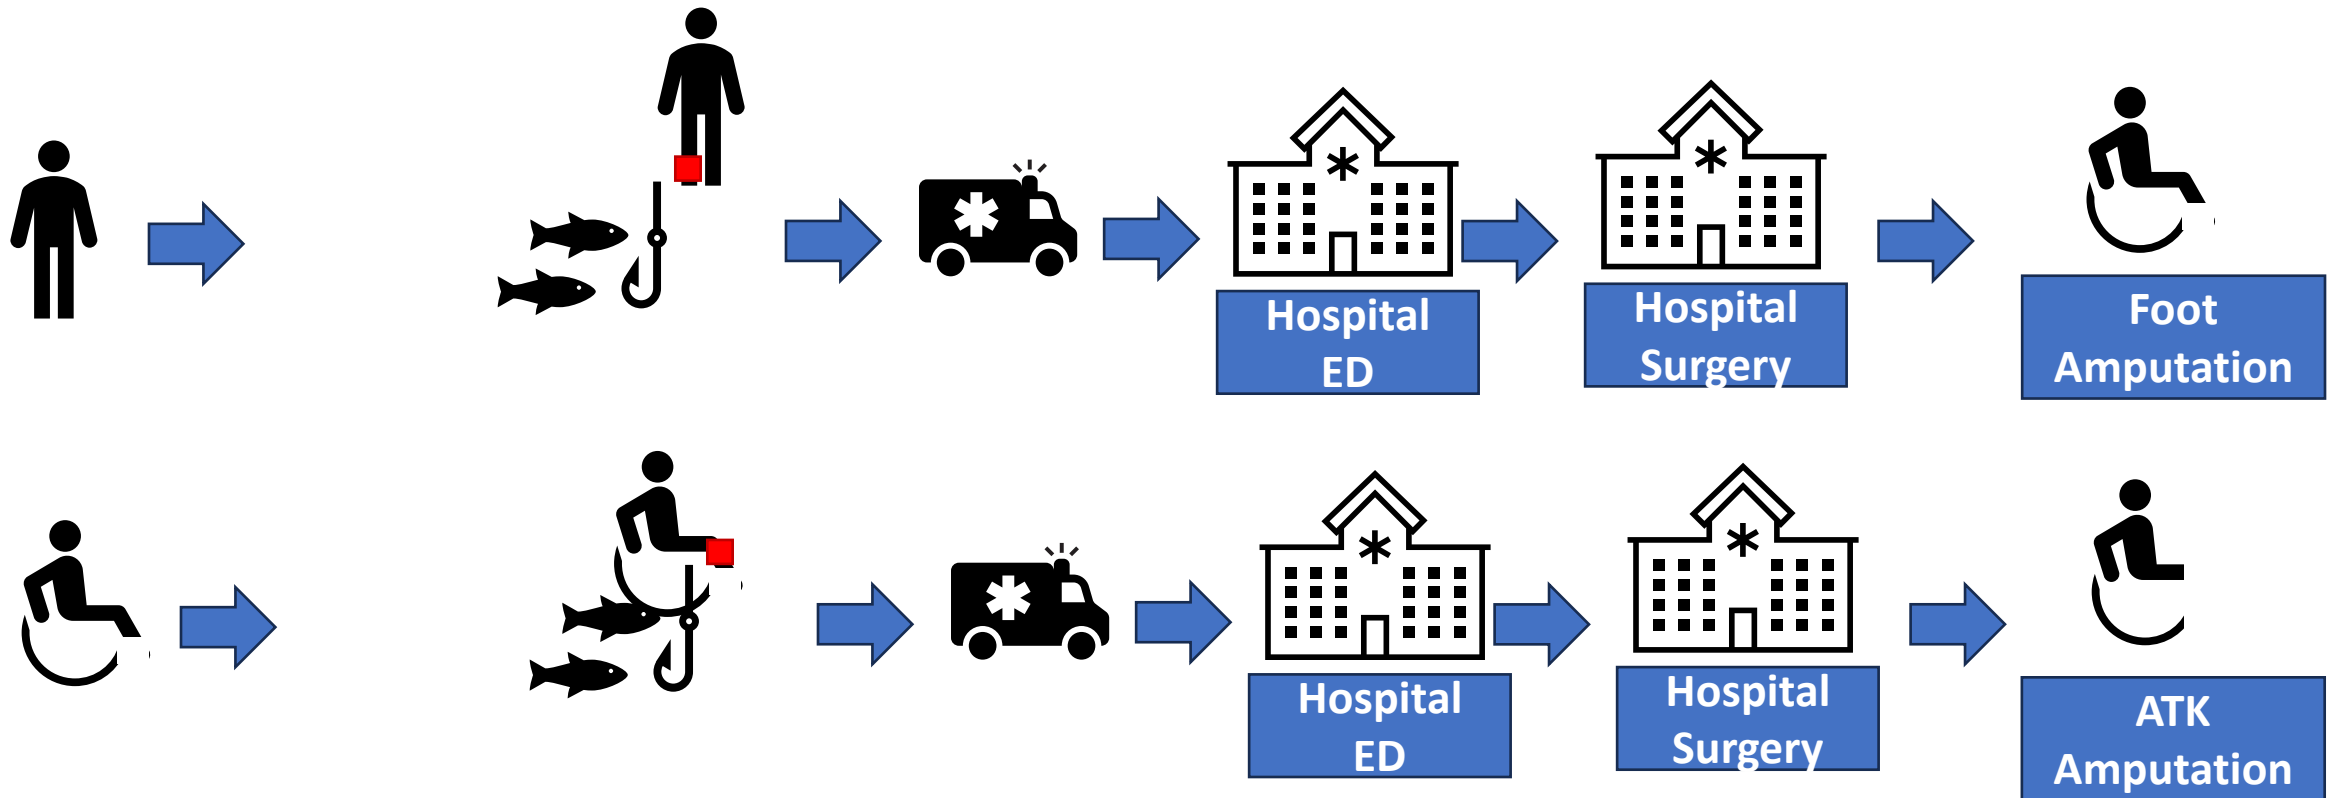 Hospital
ED
Hospital
Surgery
Foot
Amputation
Hospital
ED
Hospital
Surgery
ATK
Amputation